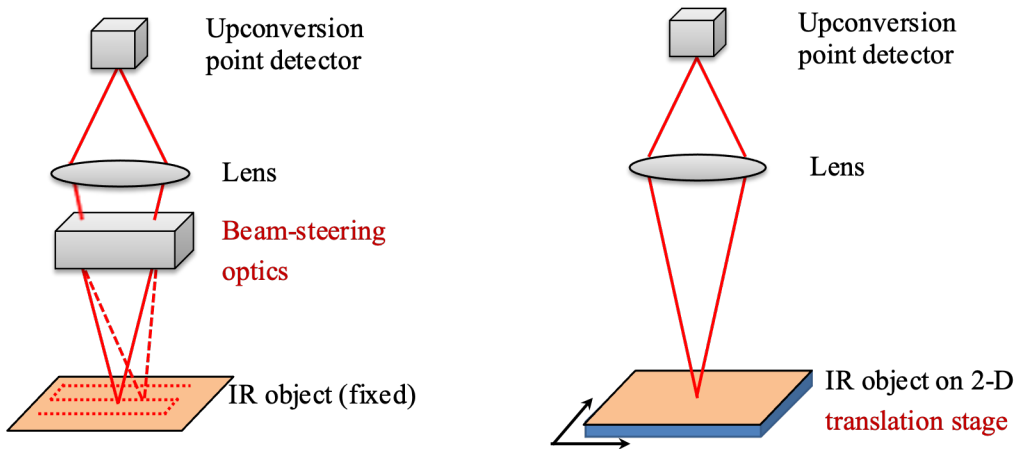 Upconversion
point detector
Lens
Beam-steering
optics
IR object (fixed)
Upconversion
point detector
Lens
IR object on 2-D
translation stage